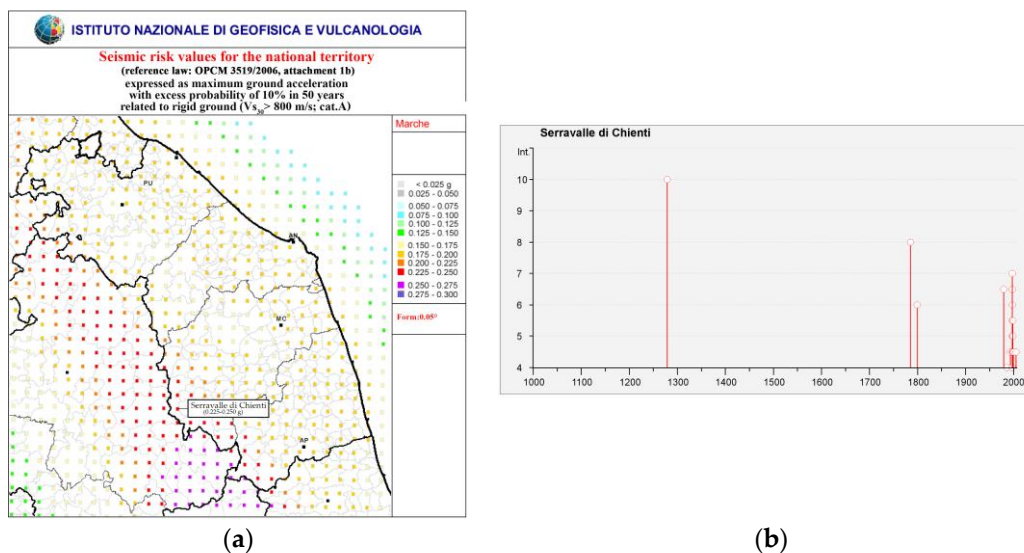 ISTITUTO NAZIONALE DI GEOFISICA E VULCANOLOGIA
Seismic risk values for the national territory
(reference law: OPCM 3519/2006, attachment 1b)
expressed as maximum ground acceleration
with excess probability of 10% in 50 years
related to rigid ground (Vs30> 800 m/s; cat.A)
Marche
< 0.025 g
0.025 - 0.050
0.050 - 0.075
0.075 - 0.100
0.100 - 0.125
0.125 - 0.150
0.150 - 0.175
0.175 - 0.200
0.200 - 0.225
0.225 - 0.250
0.250 - 0.275
0.275 - 0.300
Form:0.05°
PU
AN
MC
Serravalle di Chienti
(0.225-0.250 g)
AP
(a)
Serravalle di Chienti
Int.
10
9
8
7
6
5
4
1000 1100 1200 1300 1400 1500 1600 1700 1800 1900 2000
(b)